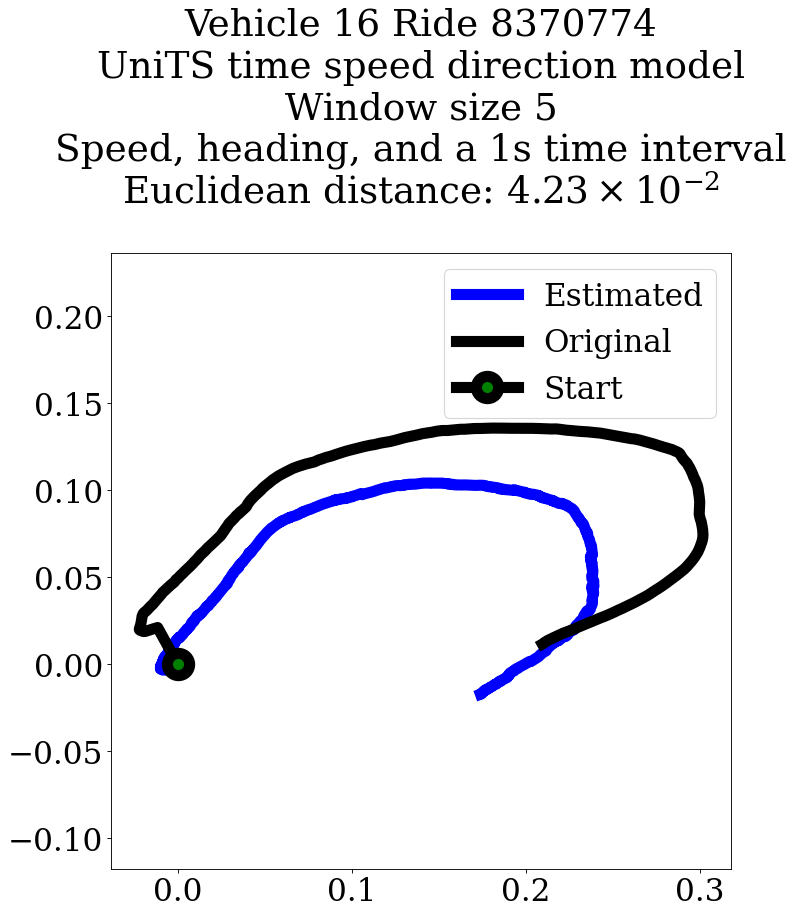 Vehicle 16 Ride 8370774
UniTS time speed direction model
Window size 5
Speed, heading, and a 1s time interval
Euclidean distance: 4.23 × 10⁻²
Estimated
Original
Start
0.20
0.15
0.10
0.05
0.00
−0.05
−0.10
0.0 0.1 0.2 0.3